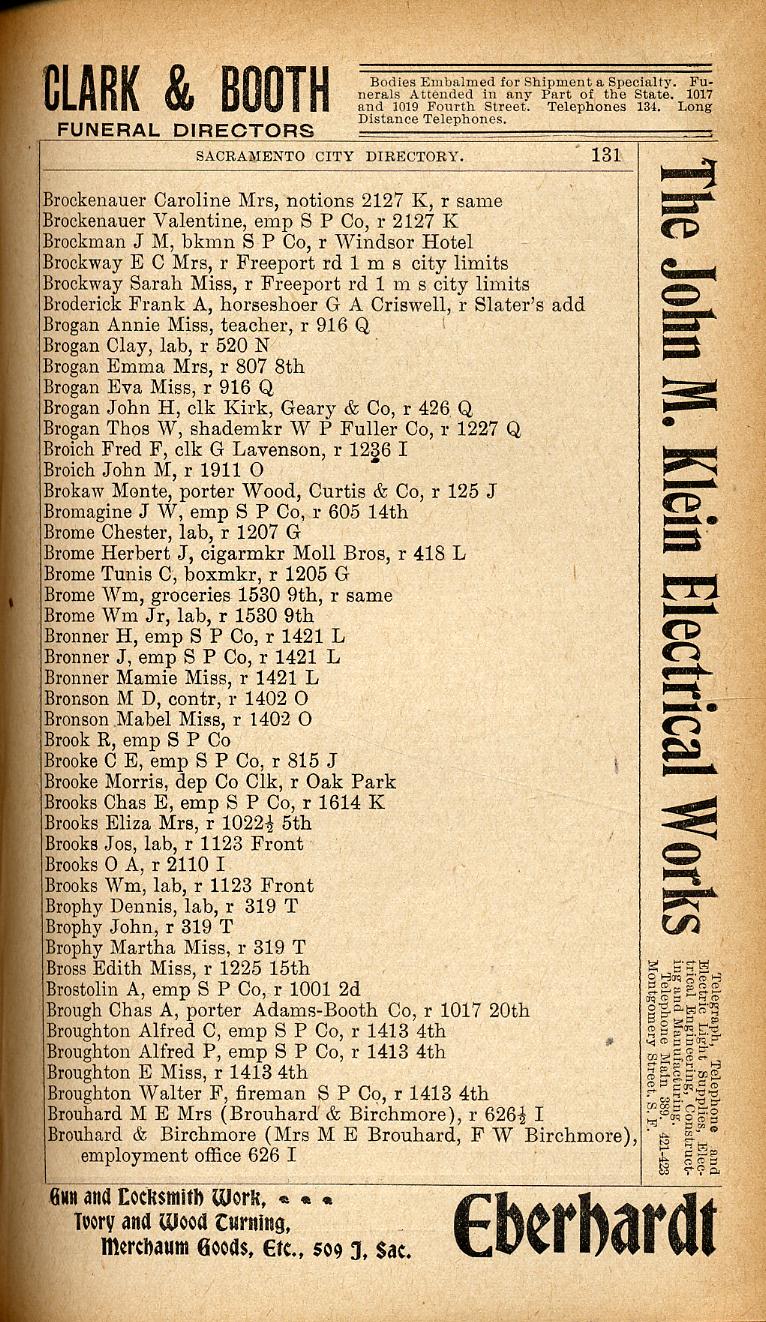 CLARK & BOOTH
FUNERAL DIRECTORS
Bodies Embalmed for Shipment a Specialty. Fu-
nerals Attended in any Part of the State. 1017
and 1019 Fourth Street. Telephones 134. Long
Distance Telephones.
SACRAMENTO CITY DIRECTORY. 131
Brockenauer Caroline Mrs, notions 2127 K, r same
Brockenauer Valentine, emp S P Co, r 2127 K
Brockman J M, bkmn S P Co, r Windsor Hotel
Brockway E C Mrs, r Freeport rd 1 m s city limits
Brockway Sarah Miss, r Freeport rd 1 m s city limits
Broderick Frank A, horseshoer G A Criswell, r Slater's add
Brogan Annie Miss, teacher, r 916 Q
Brogan Clay, lab, r 520 N
Brogan Emma Mrs, r 807 8th
Brogan Eva Miss, r 916 Q
Brogan John H, clk Kirk, Geary & Co, r 426 Q
Brogan Thos W, shademkr W P Fuller Co, r 1227 Q
Broich Fred F, clk G Lavenson, r 1236 I
Broich John M, r 1911 O
Brokaw Monte, porter Wood, Curtis & Co, r 125 J
Bromagine J W, emp S P Co, r 605 14th
Brome Chester, lab, r 1207 G
Brome Herbert J, cigarmkr Moll Bros, r 418 L
Brome Tunis C, boxmkr, r 1205 G
Brome Wm, groceries 1530 9th, r same
Brome Wm Jr, lab, r 1530 9th
Bronner H, emp S P Co, r 1421 L
Bronner J, emp S P Co, r 1421 L
Bronner Mamie Miss, r 1421 L
Bronson M D, contr, r 1402 O
Bronson Mabel Miss, r 1402 O
Brook R, emp S P Co
Brooke C E, emp S P Co, r 815 J
Brooke Morris, dep Co Clk, r Oak Park
Brooks Chas E, emp S P Co, r 1614 K
Brooks Eliza Mrs, r 1022½ 5th
Brooks Jos, lab, r 1123 Front
Brooks O A, r 2110 I
Brooks Wm, lab, r 1123 Front
Brophy Dennis, lab, r 319 T
Brophy John, r 319 T
Brophy Martha Miss, r 319 T
Bross Edith Miss, r 1225 15th
Brostolin A, emp S P Co, r 1001 2d
Brough Chas A, porter Adams-Booth Co, r 1017 20th
Broughton Alfred C, emp S P Co, r 1413 4th
Broughton Alfred P, emp S P Co, r 1413 4th
Broughton E Miss, r 1413 4th
Broughton Walter F, fireman S P Co, r 1413 4th
Brouhard M E Mrs (Brouhard & Birchmore), r 626½ I
Brouhard & Birchmore (Mrs M E Brouhard, F W Birchmore),
employment office 626 I
The John M. Klein Electrical Works
Telegraph, Telephone and
Electric Light Supplies, Elec-
trical Engineering, Construct-
ing and Manufacturing.
Telephone Main 389. 421-423
Montgomery Street, S. F.
Gun and Locksmith Work,
Ivory and Wood Turning,
Merchaum Goods, Etc., 509 J, Sac.
Eberhardt